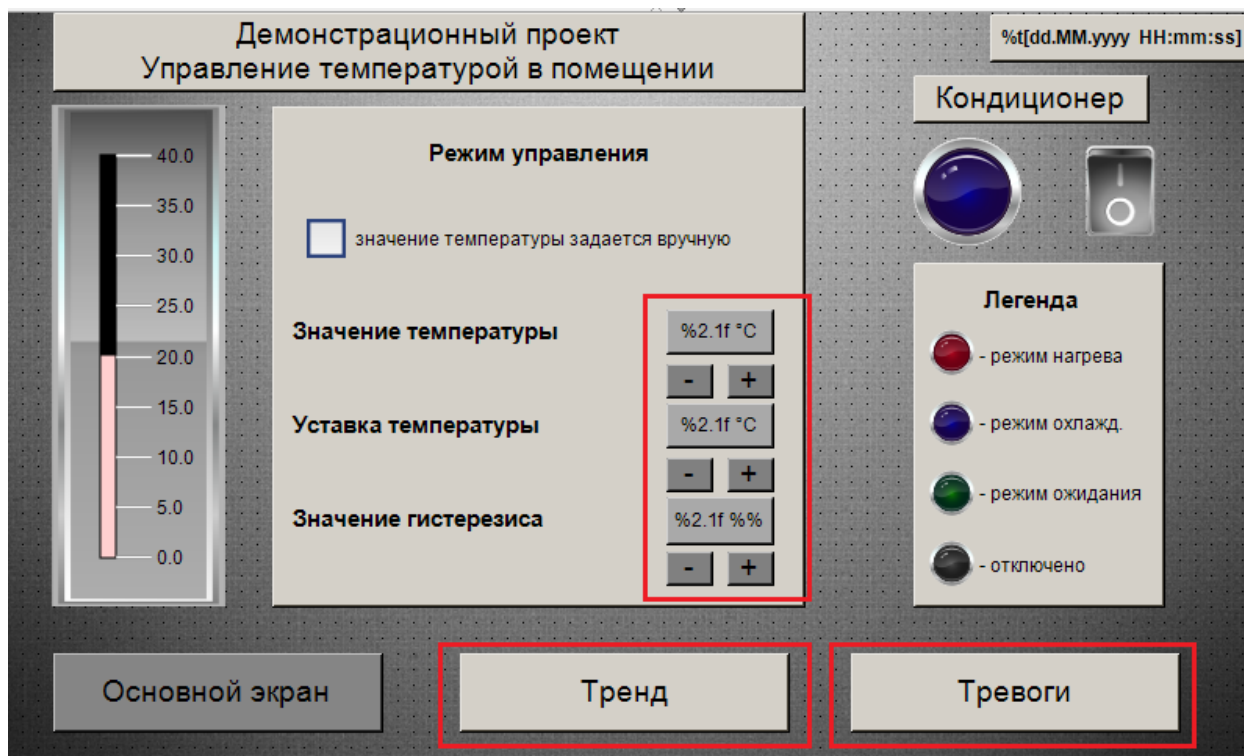 Демонстрационный проект
Управление температурой в помещении
%t[dd.MM.yyyy HH:mm:ss]
Кондиционер
40.0
35.0
30.0
25.0
20.0
15.0
10.0
5.0
0.0
Режим управления
значение температуры задается вручную
Значение температуры
%2.1f °C
- +
Уставка температуры
%2.1f °C
- +
Значение гистерезиса
%2.1f %%
- +
Легенда
- режим нагрева
- режим охлажд.
- режим ожидания
- отключено
Основной экран
Тренд
Тревоги